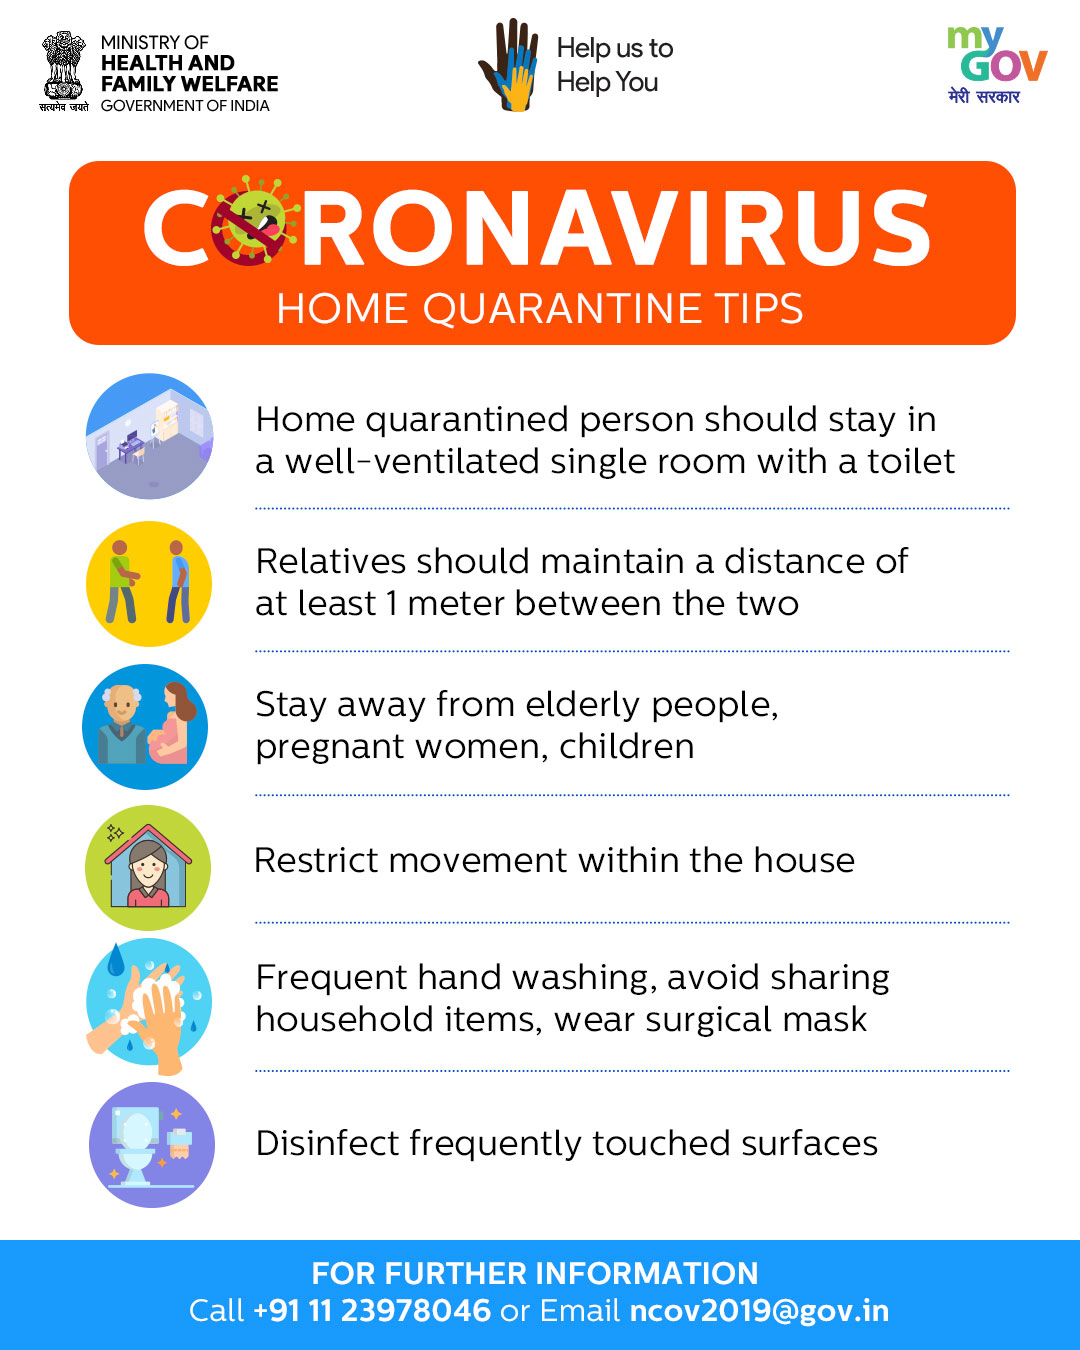 MINISTRY OF
HEALTH AND
FAMILY WELFARE
GOVERNMENT OF INDIA
सत्यमेव जयते
Help us to
Help You
my
GOV
मेरी सरकार
CORONAVIRUS
HOME QUARANTINE TIPS
Home quarantined person should stay in
a well-ventilated single room with a toilet
Relatives should maintain a distance of
at least 1 meter between the two
Stay away from elderly people,
pregnant women, children
Restrict movement within the house
Frequent hand washing, avoid sharing
household items, wear surgical mask
Disinfect frequently touched surfaces
FOR FURTHER INFORMATION
Call +91 11 23978046 or Email ncov2019@gov.in